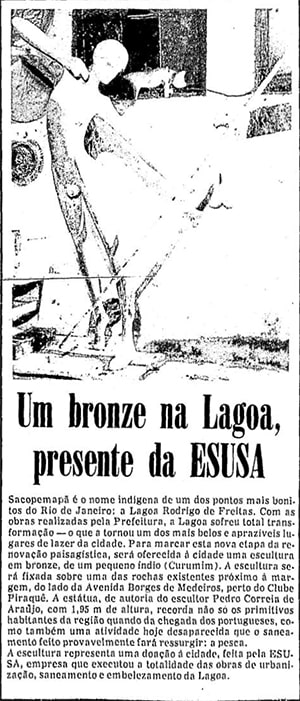 Um bronze na Lagoa,
presente da ESUSA
Sacopemapã é o nome indígena de um dos pontos mais boni-
tos do Rio de Janeiro: a Lagoa Rodrigo de Freitas. Com as
obras realizadas pela Prefeitura, a Lagoa sofreu total trans-
formação — o que a tornou um dos mais belos e aprazíveis lu-
gares de lazer da cidade. Para marcar esta nova etapa da re-
novação paisagística, será oferecida à cidade uma escultura
em bronze, de um pequeno índio (Curumim). A escultura se-
rá fixada sobre uma das rochas existentes próximo à mar-
gem, do lado da Avenida Borges de Medeiros, perto do Clube
Piraquê. A estátua, de autoria do escultor Pedro Correia de
Araújo, com 1,95 m de altura, recorda não só os primitivos
habitantes da região quando da chegada dos portugueses, co-
mo também uma atividade hoje desaparecida que o sanea-
mento feito provavelmente fará ressurgir: a pesca.
A escultura representa uma doação à cidade, feita pela ESU-
SA, empresa que executou a totalidade das obras de urbani-
zação, saneamento e embelezamento da Lagoa.